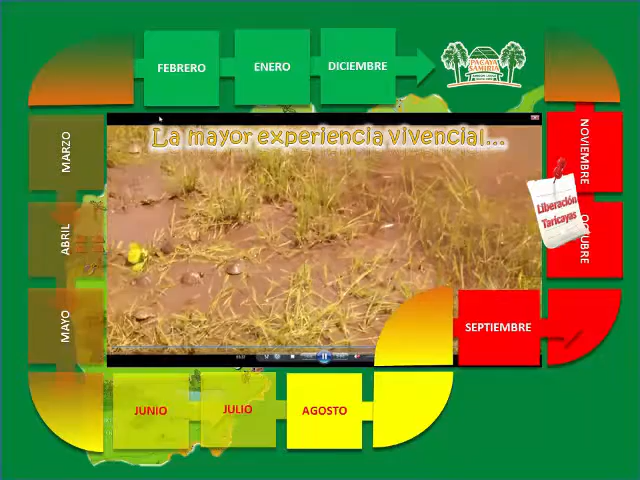 FEBRERO
ENERO
DICIEMBRE
PACAYA
SAMIRIA
La mayor experiencia vivencial...
MARZO
ABRIL
MAYO
NOVIEMBRE
OCTUBRE
Liberación
Taricayas
SEPTIEMBRE
JUNIO
JULIO
AGOSTO